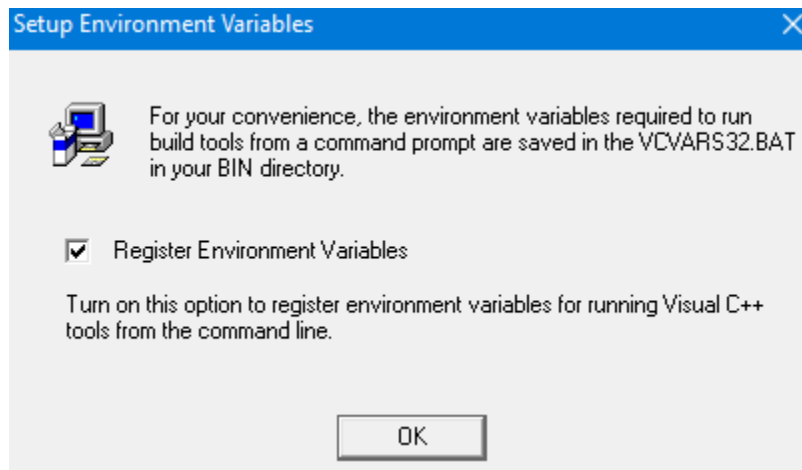 Setup Environment Variables
For your convenience, the environment variables required to run
build tools from a command prompt are saved in the VCVARS32.BAT
in your BIN directory.
Register Environment Variables
Turn on this option to register environment variables for running Visual C++
tools from the command line.
OK